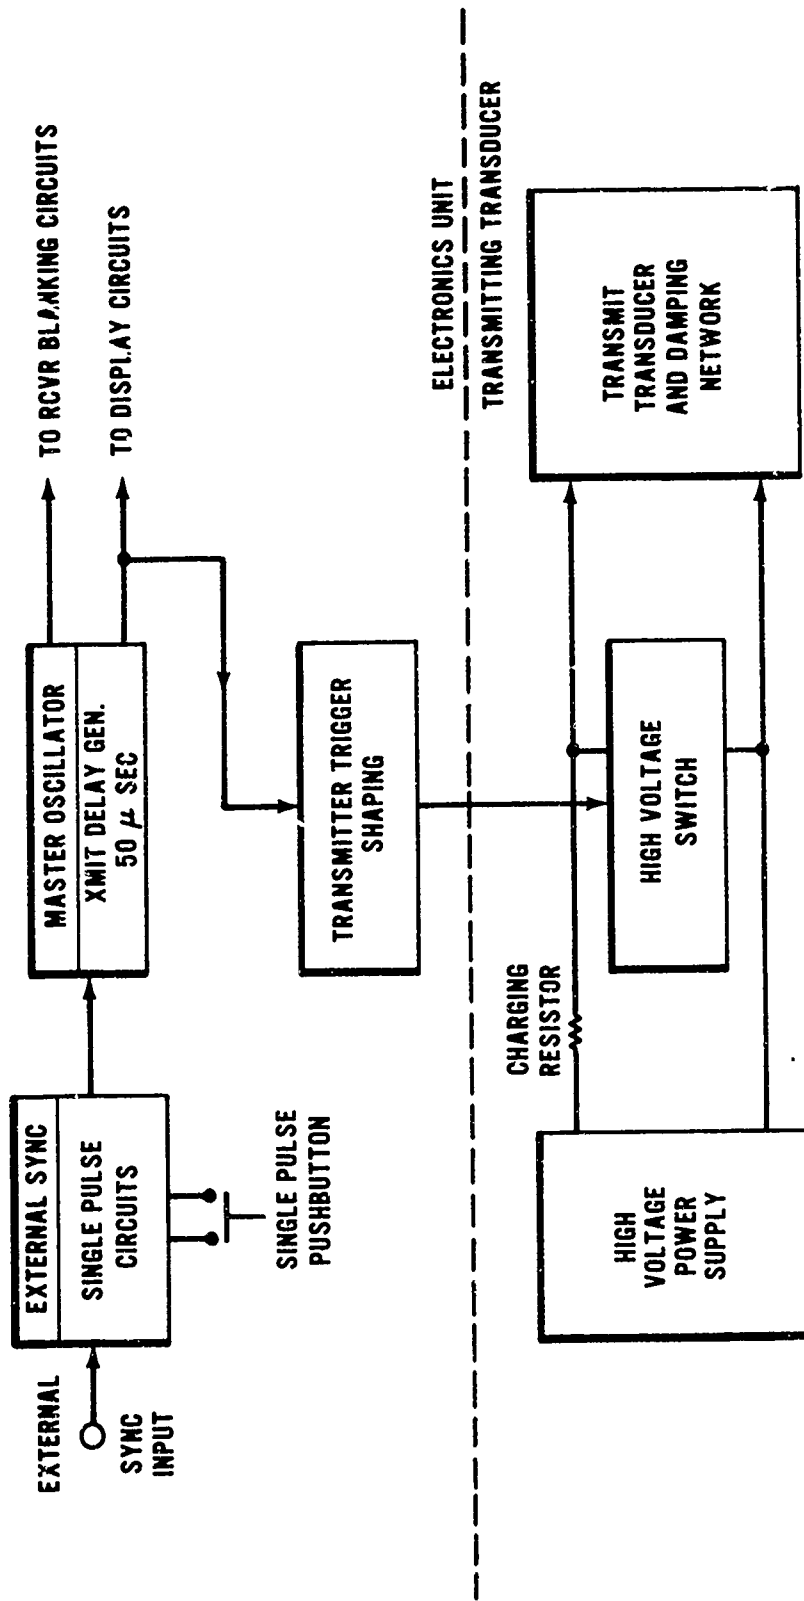 TO RCVR BLANKING CIRCUITS
TO DISPLAY CIRCUITS
MASTER OSCILLATOR
XMIT DELAY GEN.
50 μ SEC
EXTERNAL SYNC
SINGLE PULSE
CIRCUITS
EXTERNAL
SYNC
INPUT
SINGLE PULSE
PUSHBUTTON
TRANSMITTER TRIGGER
SHAPING
ELECTRONICS UNIT
TRANSMITTING TRANSDUCER
CHARGING
RESISTOR
HIGH
VOLTAGE
POWER
SUPPLY
HIGH VOLTAGE
SWITCH
TRANSMIT
TRANSDUCER
AND DAMPING
NETWORK